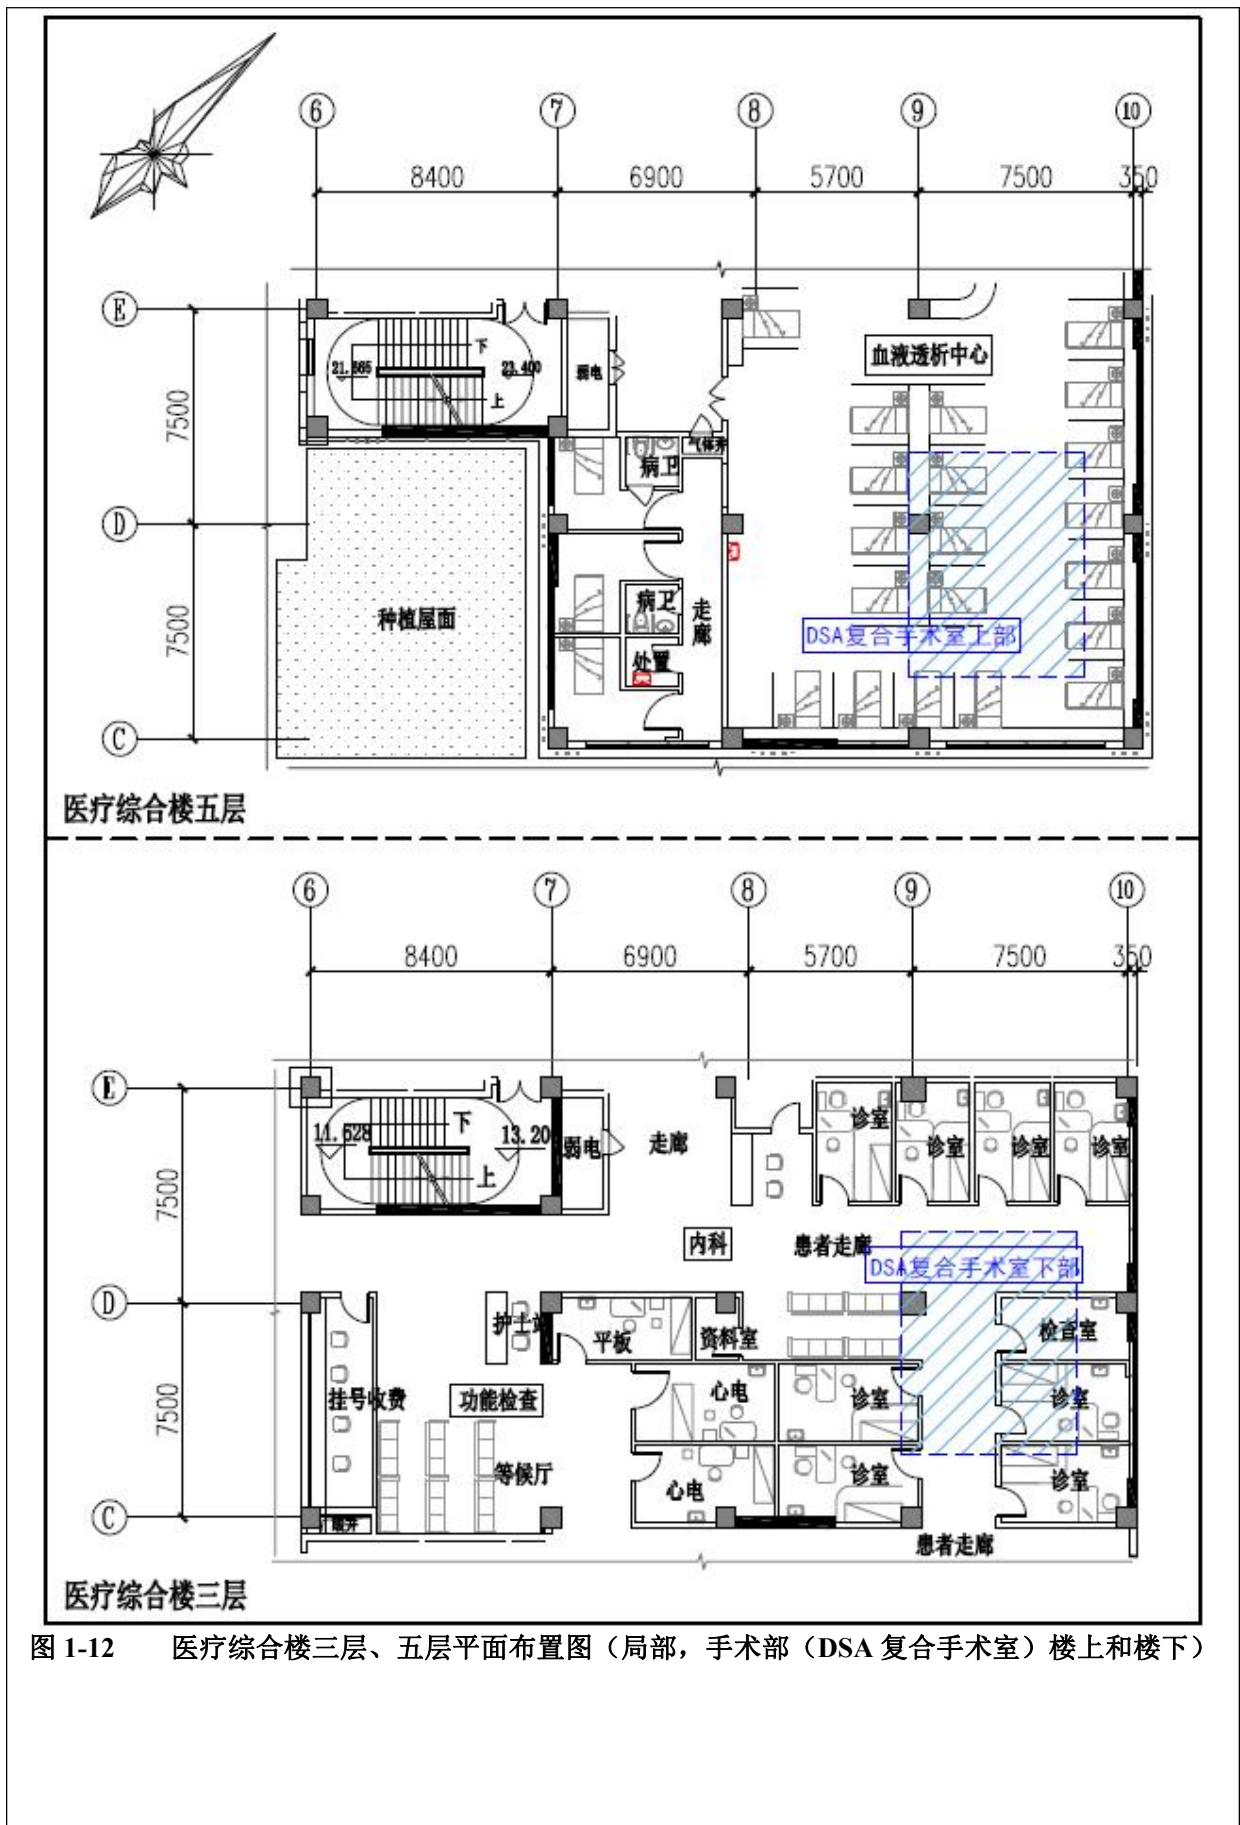 6 7 8 9 10
8400 6900 5700 7500 350
E
血液透析中心
下
21.665 23.400
弱电
上
7500
气体井
病卫
D
病卫
走廊
种植屋面
7500
DSA复合手术室上部
处置
C
医疗综合楼五层
6 7 8 9 10
8400 6900 5700 7500 350
E
诊室
下
11.628 13.20
弱电 走廊
诊室 诊室 诊室
上
7500
内科 患者走廊
DSA复合手术室下部
D
护士站 平板 资料室 检查室
心电 诊室 诊室
挂号收费 功能检查
7500
等候厅 诊室 诊室
心电
C
暖井
患者走廊
医疗综合楼三层
图 1-12 医疗综合楼三层、五层平面布置图（局部，手术部（DSA 复合手术室）楼上和楼下）